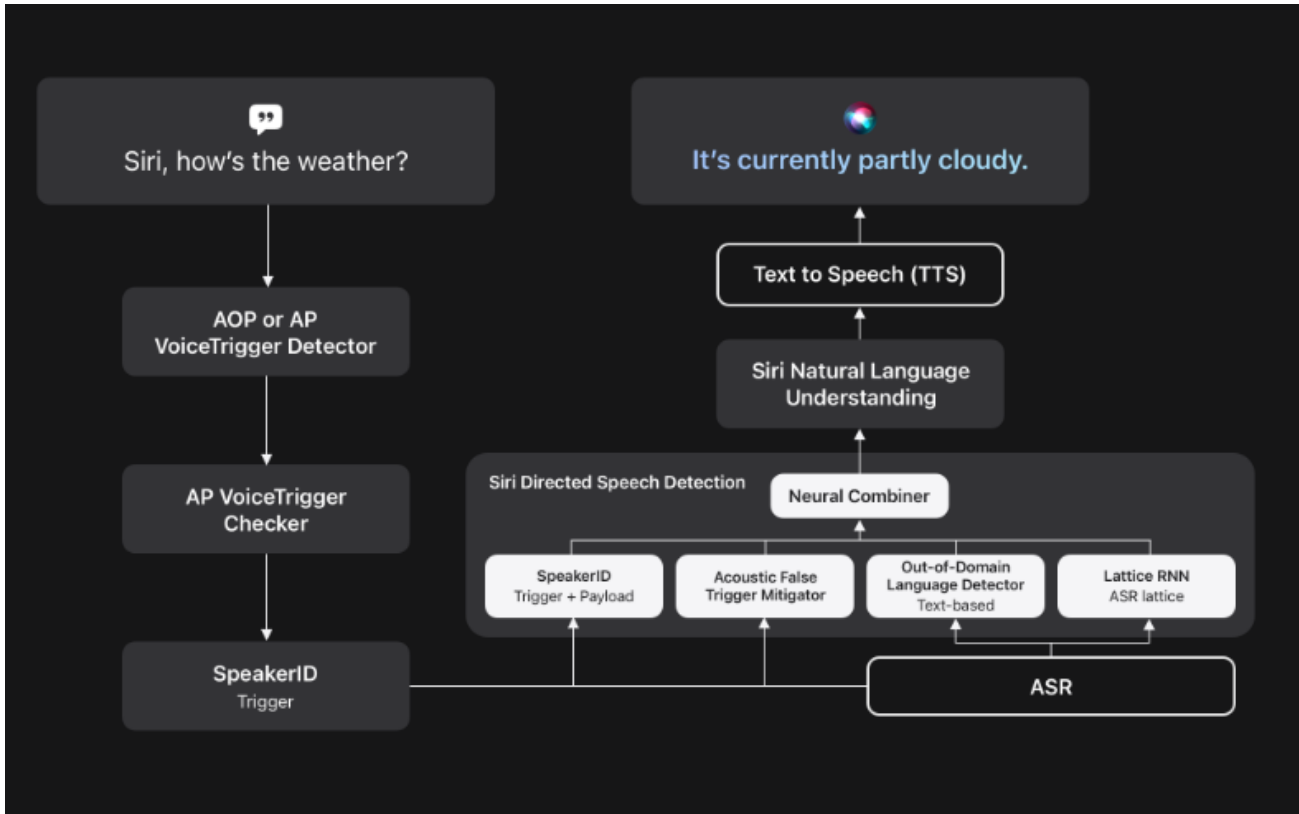 Siri, how's the weather?
AOP or AP
VoiceTrigger Detector
AP VoiceTrigger
Checker
SpeakerID
Trigger
It's currently partly cloudy.
Text to Speech (TTS)
Siri Natural Language
Understanding
Siri Directed Speech Detection
Neural Combiner
SpeakerID
Trigger + Payload
Acoustic False
Trigger Mitigator
Out-of-Domain
Language Detector
Text-based
Lattice RNN
ASR lattice
ASR